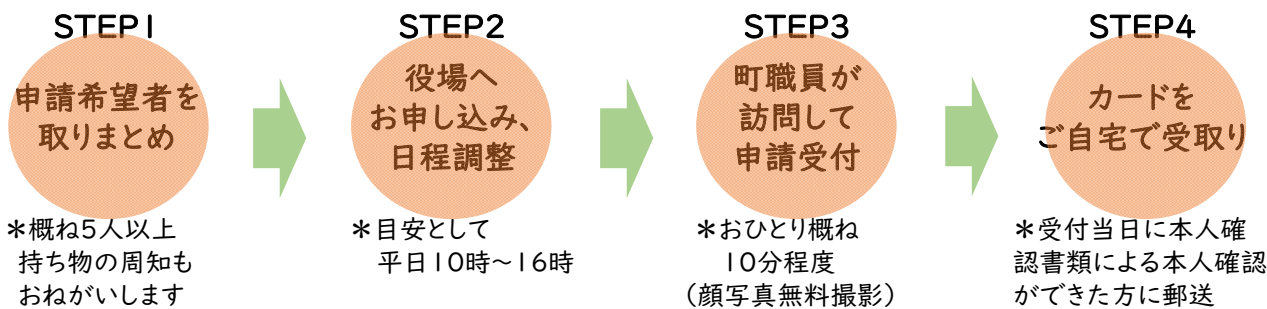 STEP1
申請希望者を
取りまとめ
＊概ね5人以上
持ち物の周知も
おねがいします
STEP2
役場へ
お申し込み、
日程調整
＊目安として
平日10時～16時
STEP3
町職員が
訪問して
申請受付
＊おひとり概ね
10分程度
（顔写真無料撮影）
STEP4
カードを
ご自宅で受取り
＊受付当日に本人確
認書類による本人確認
ができた方に郵送